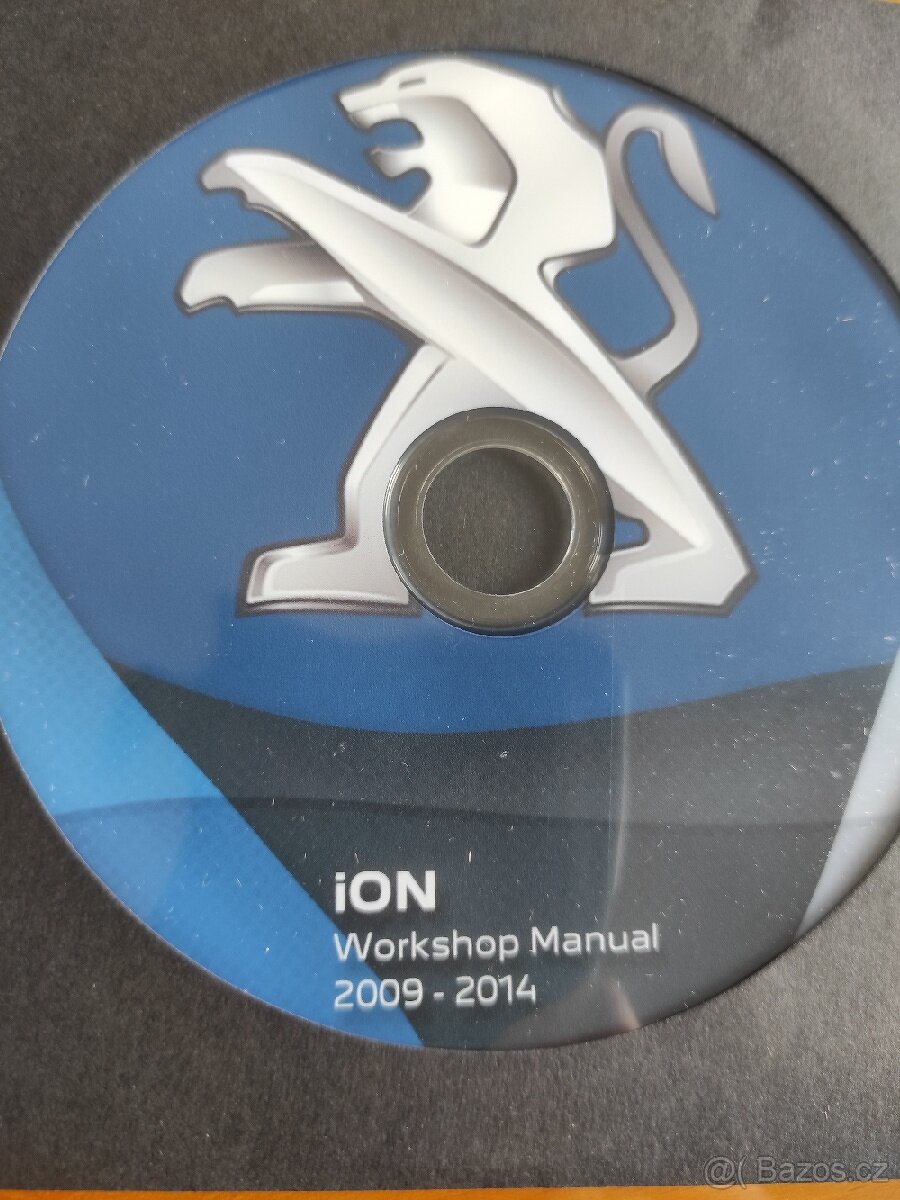 iON
Workshop Manual
2009 - 2014
@( Bazos.cz